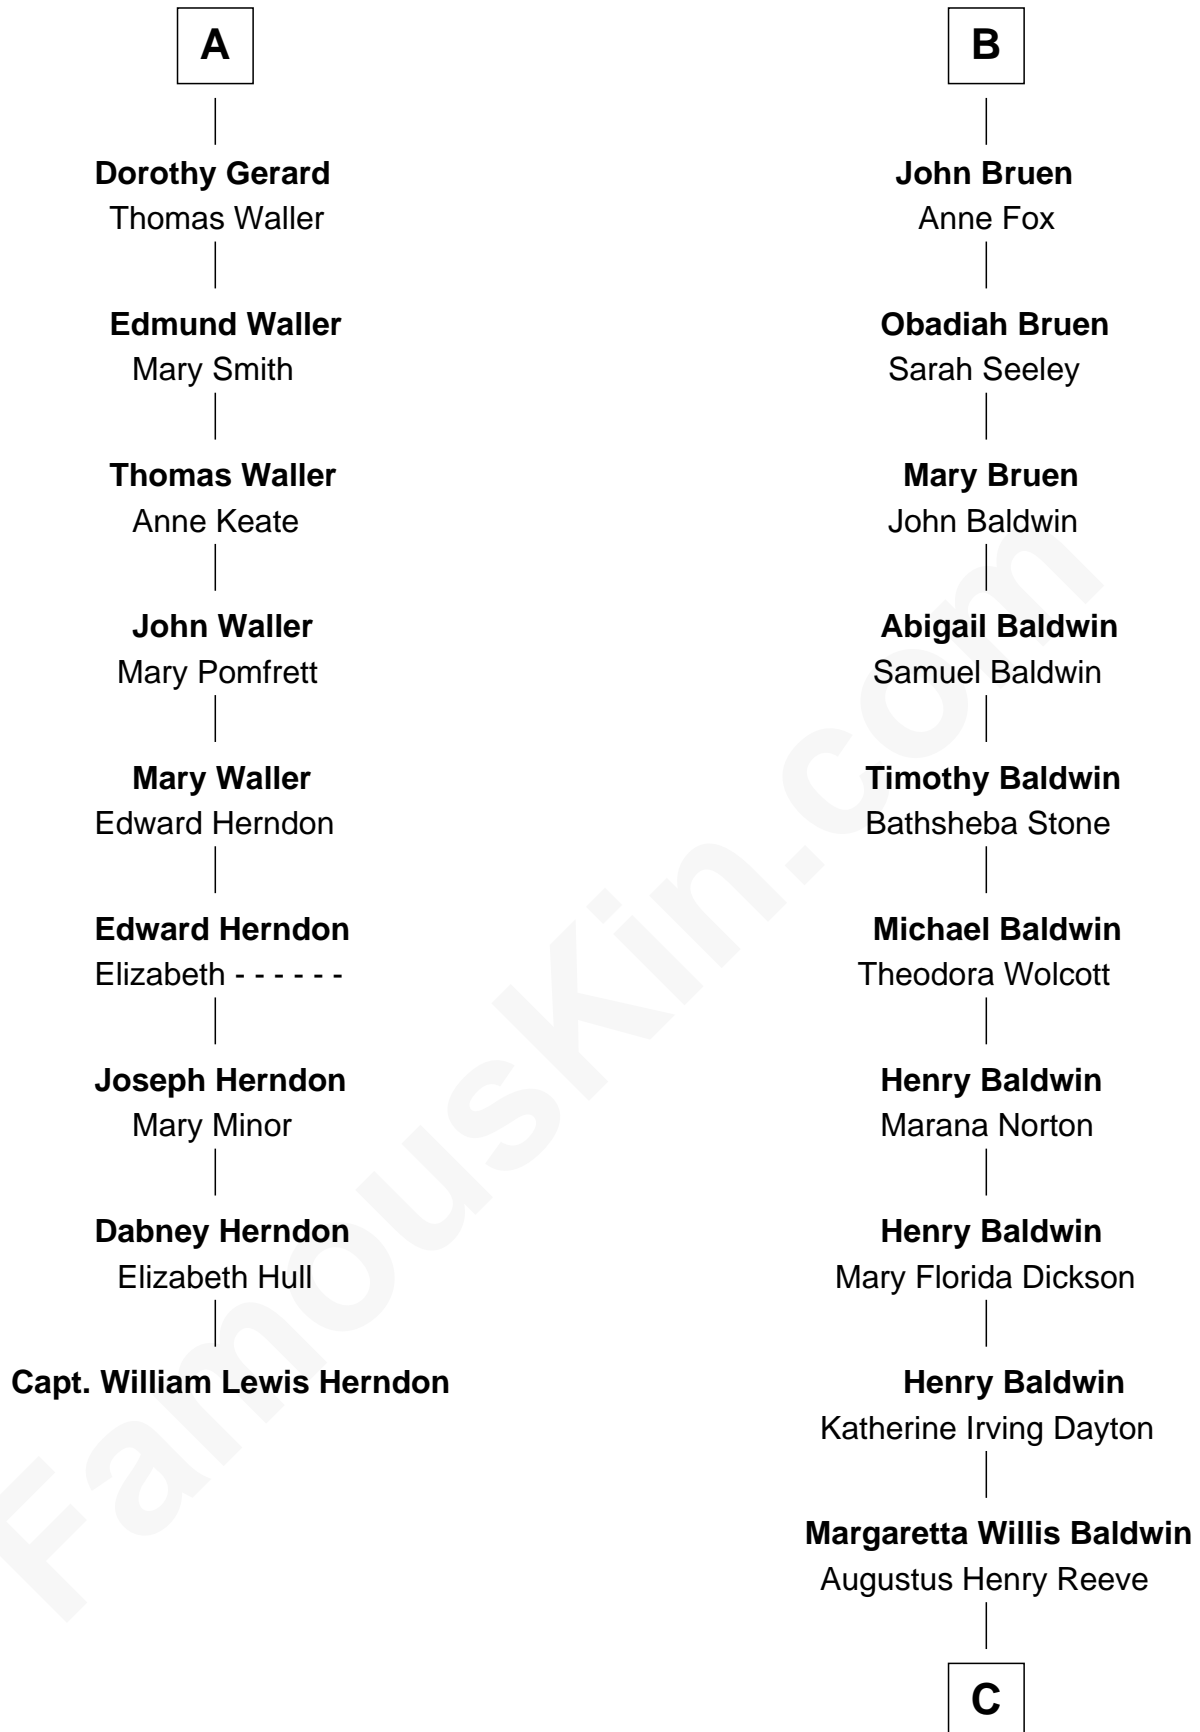 A
Dorothy Gerard
Thomas Waller
Edmund Waller
Mary Smith
Thomas Waller
Anne Keate
John Waller
Mary Pomfrett
Mary Waller
Edward Herndon
Edward Herndon
Elizabeth - - - - - -
Joseph Herndon
Mary Minor
Dabney Herndon
Elizabeth Hull
Capt. William Lewis Herndon
B
John Bruen
Anne Fox
Obadiah Bruen
Sarah Seeley
Mary Bruen
John Baldwin
Abigail Baldwin
Samuel Baldwin
Timothy Baldwin
Bathsheba Stone
Michael Baldwin
Theodora Wolcott
Henry Baldwin
Marana Norton
Henry Baldwin
Mary Florida Dickson
Henry Baldwin
Katherine Irving Dayton
Margaretta Willis Baldwin
Augustus Henry Reeve
C
FamousKin.com